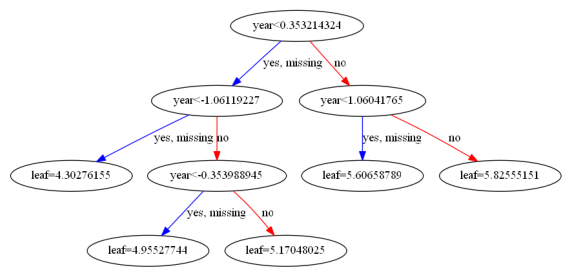 year<0.353214324
yes, missing
no
year<-1.06119227
year<1.06041765
yes, missing
no
yes, missing
no
leaf=4.30276155
year<-0.353988945
leaf=5.60658789
leaf=5.82555151
yes, missing
no
leaf=4.95527744
leaf=5.17048025